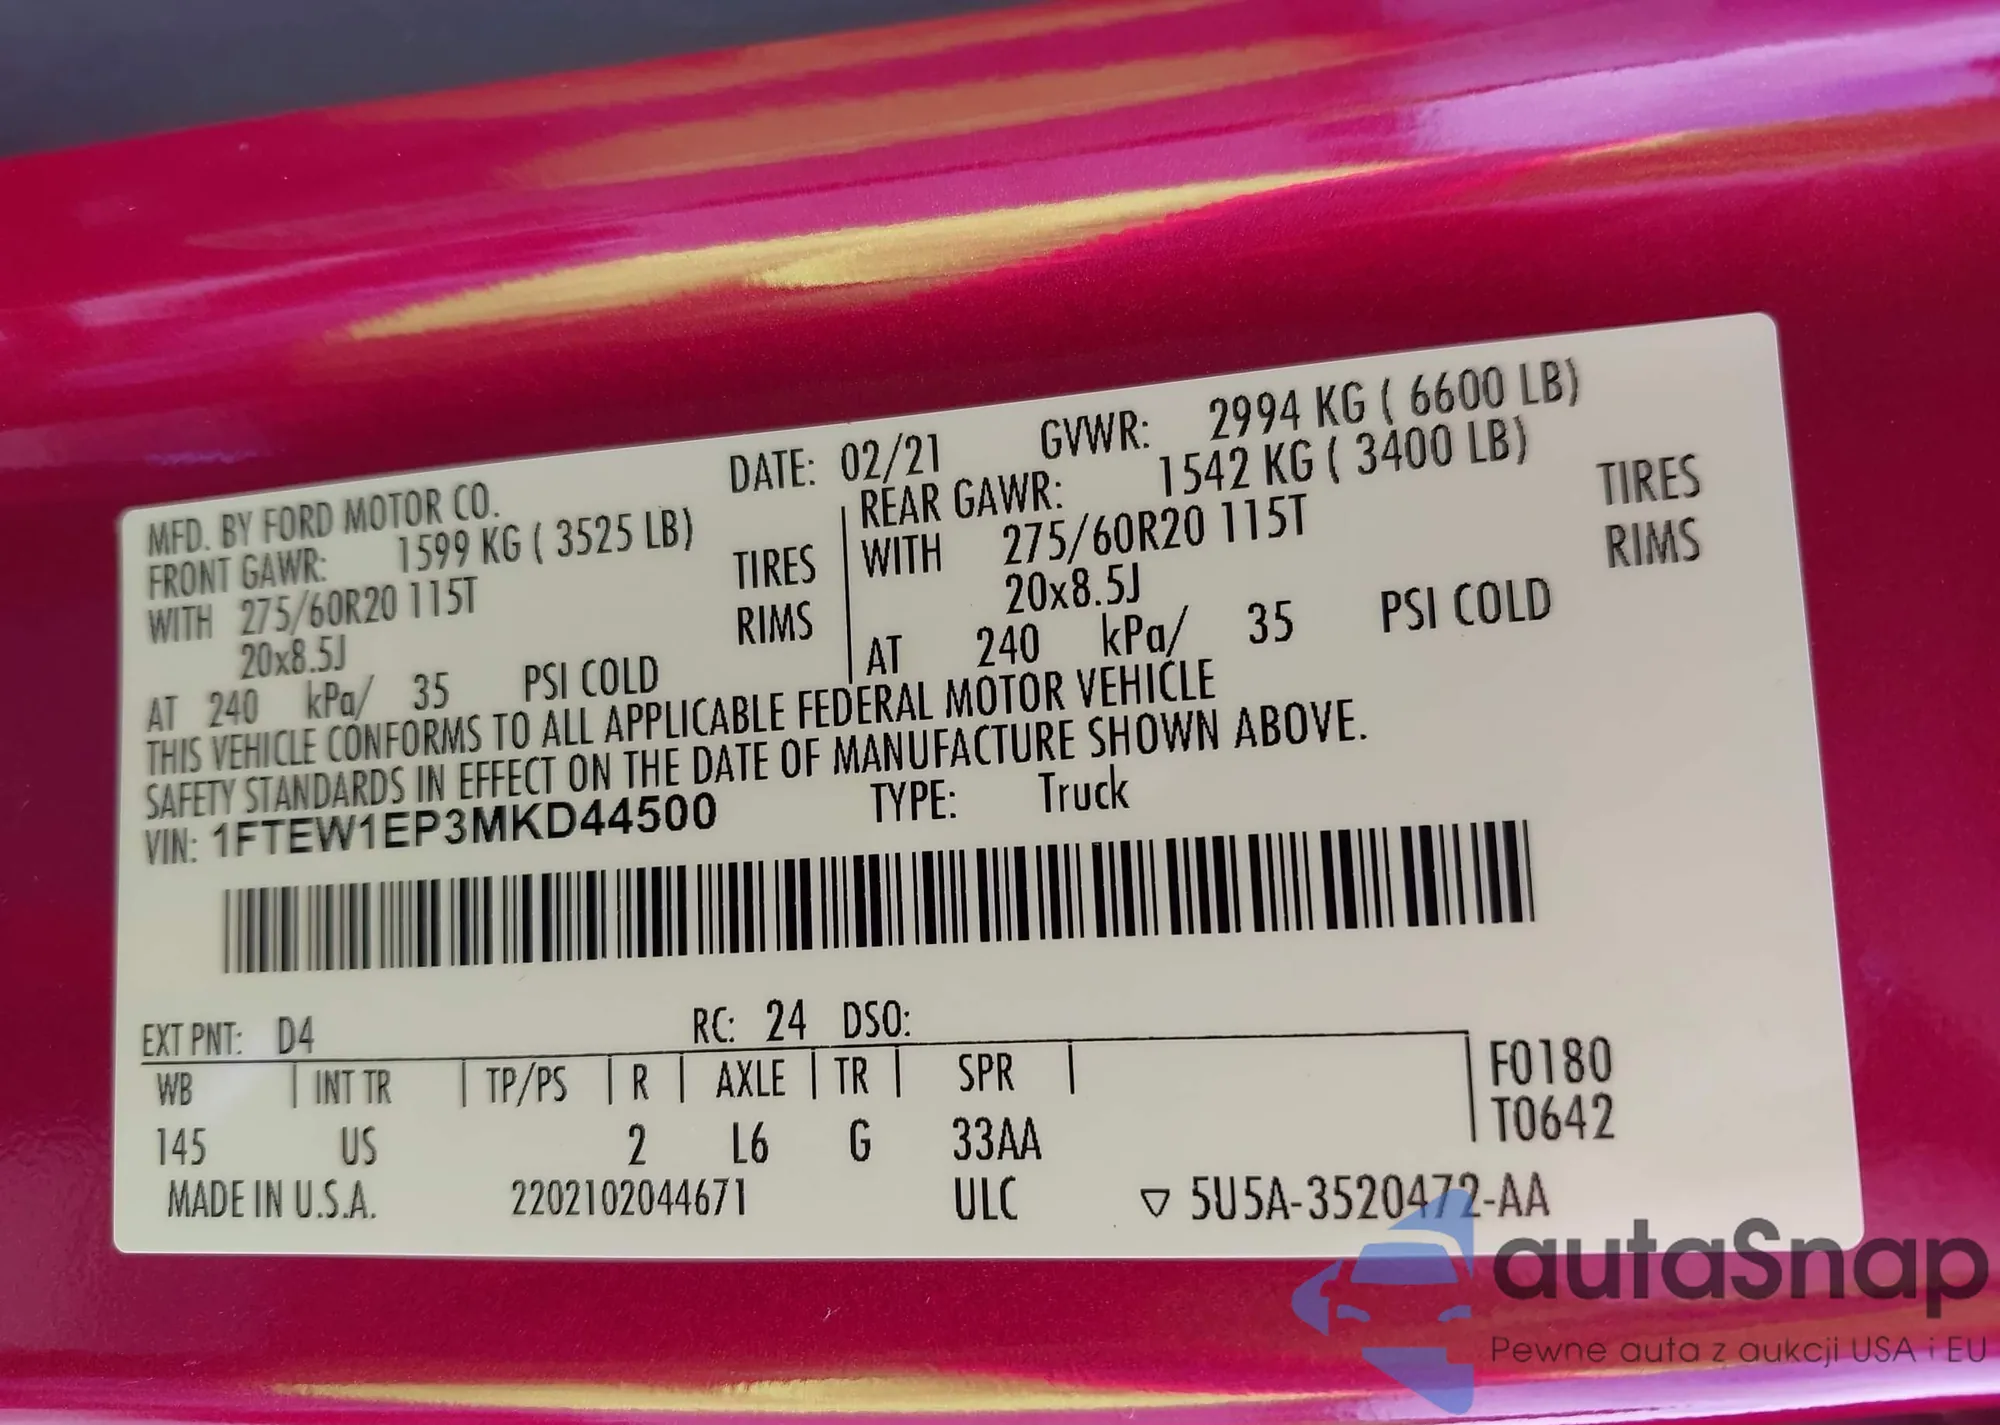 MFD. BY FORD MOTOR CO. DATE: 02/21 GVWR: 2994 KG ( 6600 LB)
FRONT GAWR: 1599 KG ( 3525 LB) REAR GAWR: 1542 KG ( 3400 LB)
WITH 275/60R20 115T TIRES WITH 275/60R20 115T TIRES
20x8.5J RIMS 20x8.5J RIMS
AT 240 kPa/ 35 PSI COLD AT 240 kPa/ 35 PSI COLD
THIS VEHICLE CONFORMS TO ALL APPLICABLE FEDERAL MOTOR VEHICLE
SAFETY STANDARDS IN EFFECT ON THE DATE OF MANUFACTURE SHOWN ABOVE.
VIN: 1FTEW1EP3MKD44500 TYPE: Truck
EXT PNT: D4 RC: 24 DSO:
WB INT TR TP/PS R AXLE TR SPR F0180
T0642
145 US 2 L6 G 33AA
MADE IN U.S.A. 2202102044671 ULC ▽ 5U5A-3520472-AA
autaSnap
Pewne auta z aukcji USA i EU